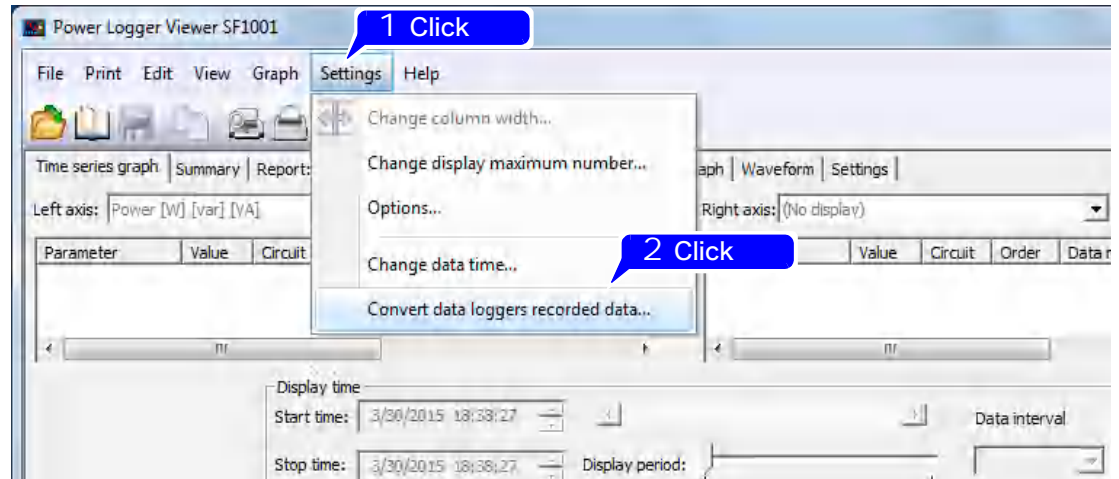 Power Logger Viewer SF1001
1 Click
File Print Edit View Graph Settings Help
Change column width...
Change display maximum number...
Options...
Change data time...
Convert data loggers recorded data...
2 Click
Time series graph Summary Report: aph Waveform Settings
Left axis: Power [W] [var] [VA] Right axis: (No display)
Parameter Value Circuit Value Circuit Order Data r
Display time
Start time: 3/30/2015 18:38:27 Data interval
Stop time: 3/30/2015 18:38:27 Display period: